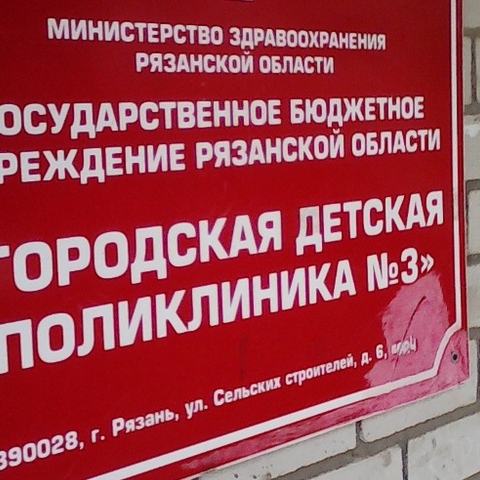 МИНИСТЕРСТВО ЗДРАВООХРАНЕНИЯ
РЯЗАНСКОЙ ОБЛАСТИ
ОСУДАРСТВЕННОЕ БЮДЖЕТНОЕ
РЕЖДЕНИЕ РЯЗАНСКОЙ ОБЛАСТИ
ГОРОДСКАЯ ДЕТСКАЯ
ПОЛИКЛИНИКА №3»
390028, г. Рязань, ул. Сельских строителей, д. 6,